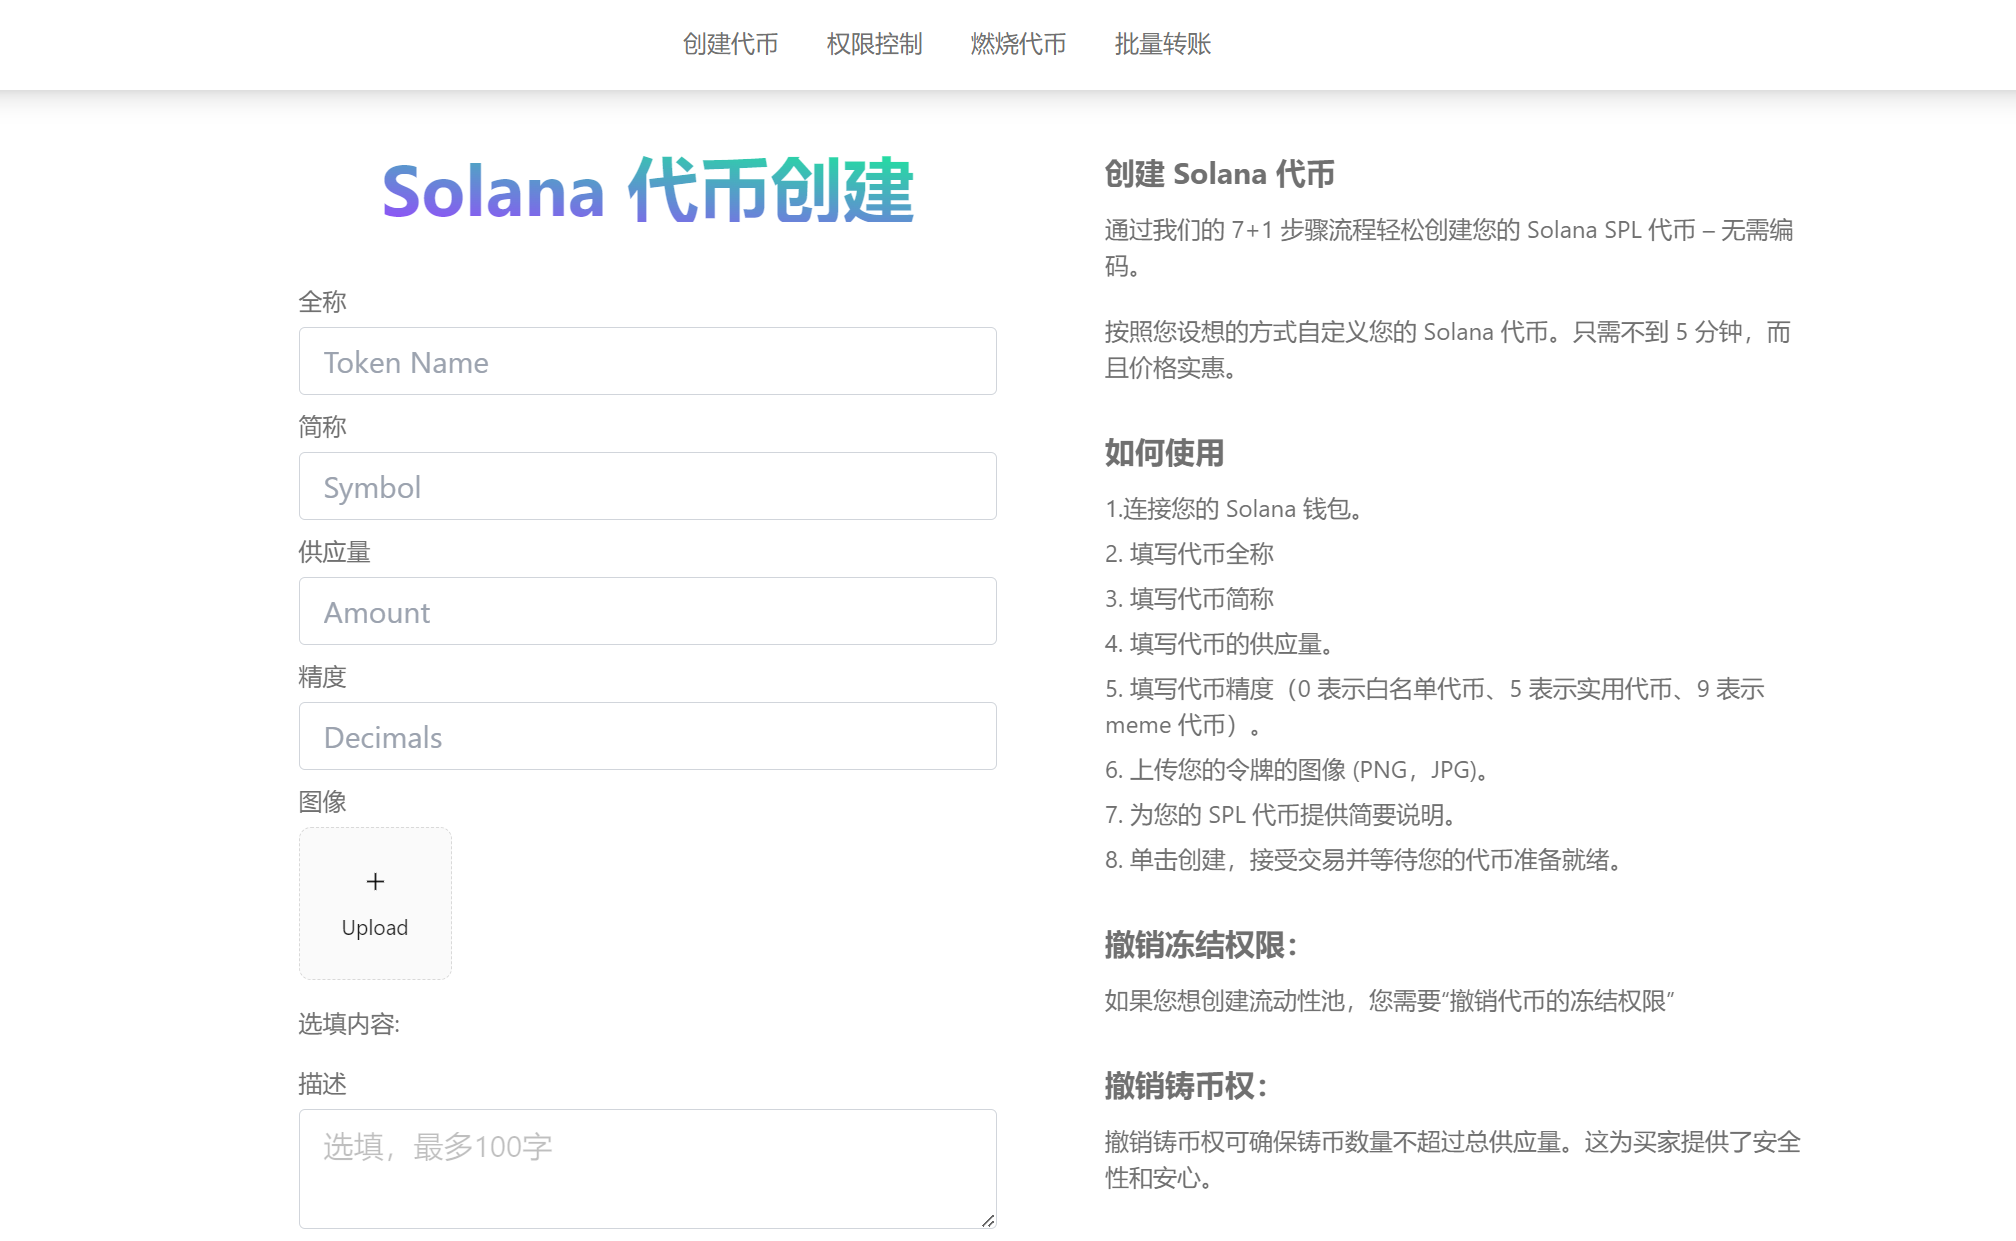 创建代币 权限控制 燃烧代币 批量转账
Solana 代币创建
全称
Token Name
简称
Symbol
供应量
Amount
精度
Decimals
图像
Upload
选填内容:
描述
选填，最多100字
创建 Solana 代币
通过我们的 7+1 步骤流程轻松创建您的 Solana SPL 代币 – 无需编
码。
按照您设想的方式自定义您的 Solana 代币。只需不到 5 分钟，而
且价格实惠。
如何使用
1.连接您的 Solana 钱包。
2. 填写代币全称
3. 填写代币简称
4. 填写代币的供应量。
5. 填写代币精度（0 表示白名单代币、5 表示实用代币、9 表示
meme 代币）。
6. 上传您的令牌的图像 (PNG，JPG)。
7. 为您的 SPL 代币提供简要说明。
8. 单击创建，接受交易并等待您的代币准备就绪。
撤销冻结权限：
如果您想创建流动性池，您需要“撤销代币的冻结权限”
撤销铸币权：
撤销铸币权可确保铸币数量不超过总供应量。这为买家提供了安全
性和安心。